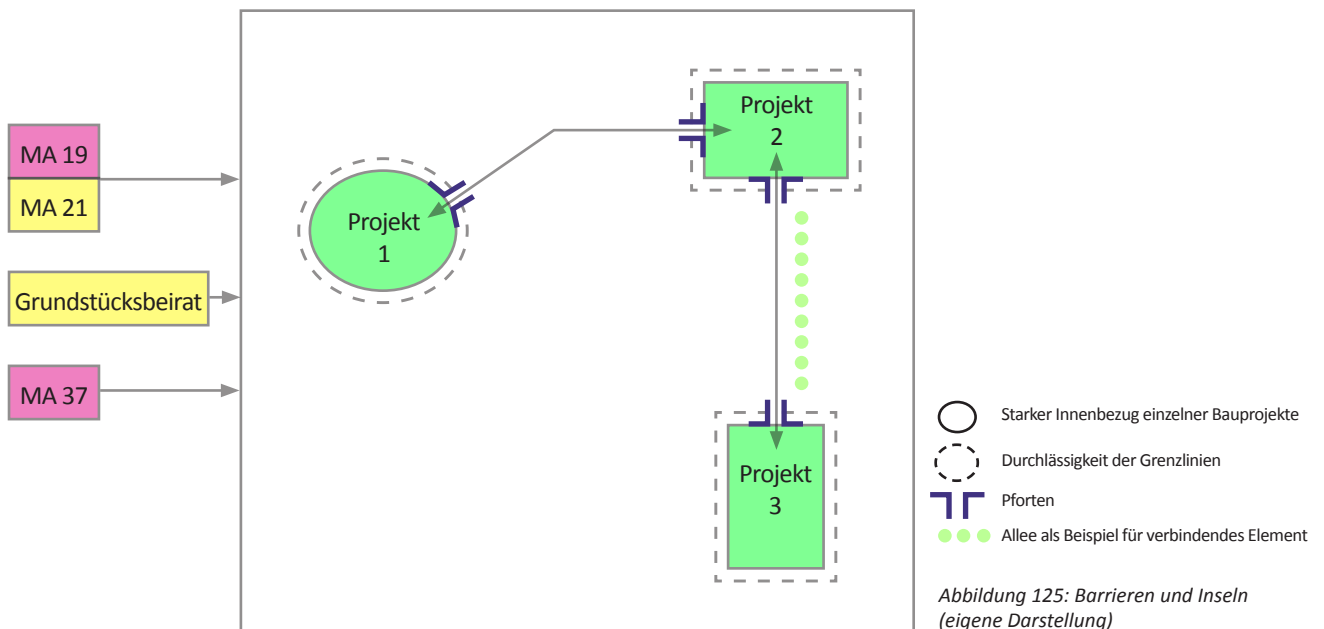 MA 19
MA 21
Grundstücksbeirat
MA 37
Projekt
1
Projekt
2
Projekt
3
Starker Innenbezug einzelner Bauprojekte
Durchlässigkeit der Grenzlinien
Pforten
Allee als Beispiel für verbindendes Element
Abbildung 125: Barrieren und Inseln
(eigene Darstellung)